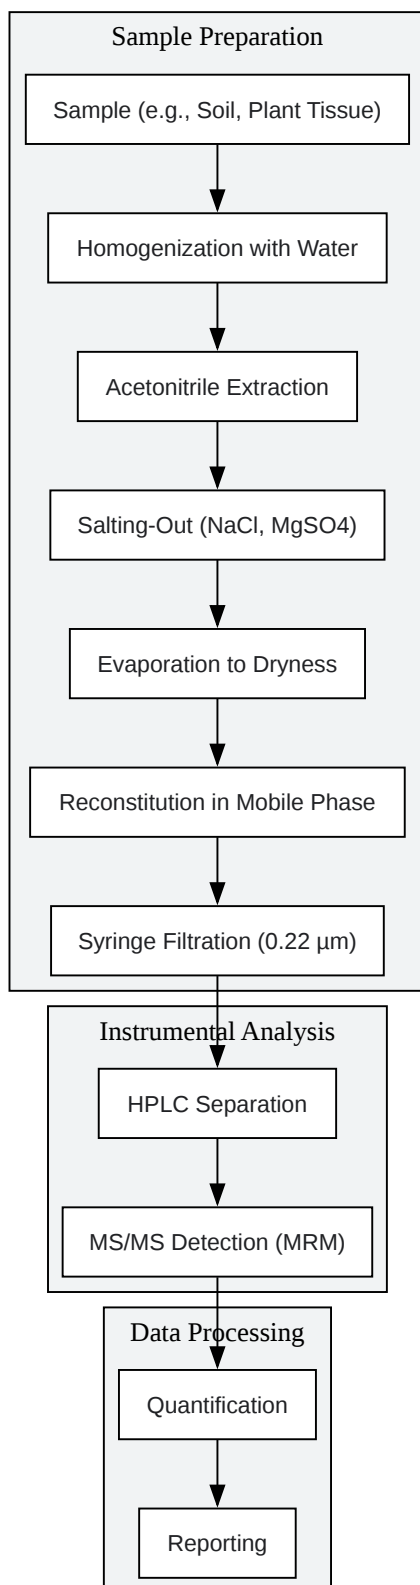 Sample Preparation
Sample (e.g., Soil, Plant Tissue)
Homogenization with Water
Acetonitrile Extraction
Salting-Out (NaCl, MgSO4)
Evaporation to Dryness
Reconstitution in Mobile Phase
Syringe Filtration (0.22 µm)
Instrumental Analysis
HPLC Separation
MS/MS Detection (MRM)
Data Processing
Quantification
Reporting